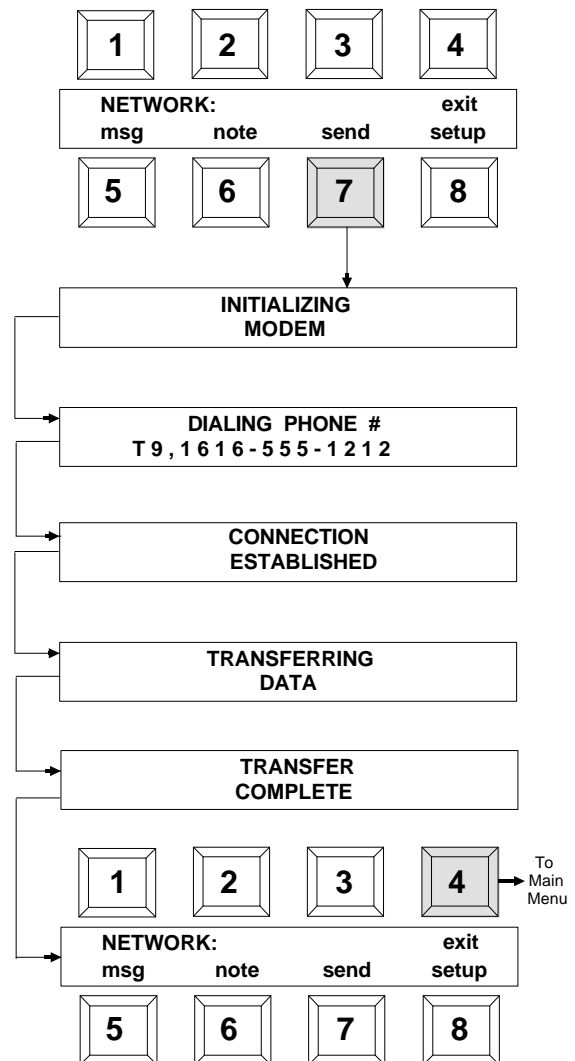 1 2 3 4
NETWORK: exit
msg note send setup
5 6 7 8
INITIALIZING
MODEM
DIALING PHONE #
T9,1616-555-1212
CONNECTION
ESTABLISHED
TRANSFERRING
DATA
TRANSFER
COMPLETE
1 2 3 4
To
Main
Menu
NETWORK: exit
msg note send setup
5 6 7 8